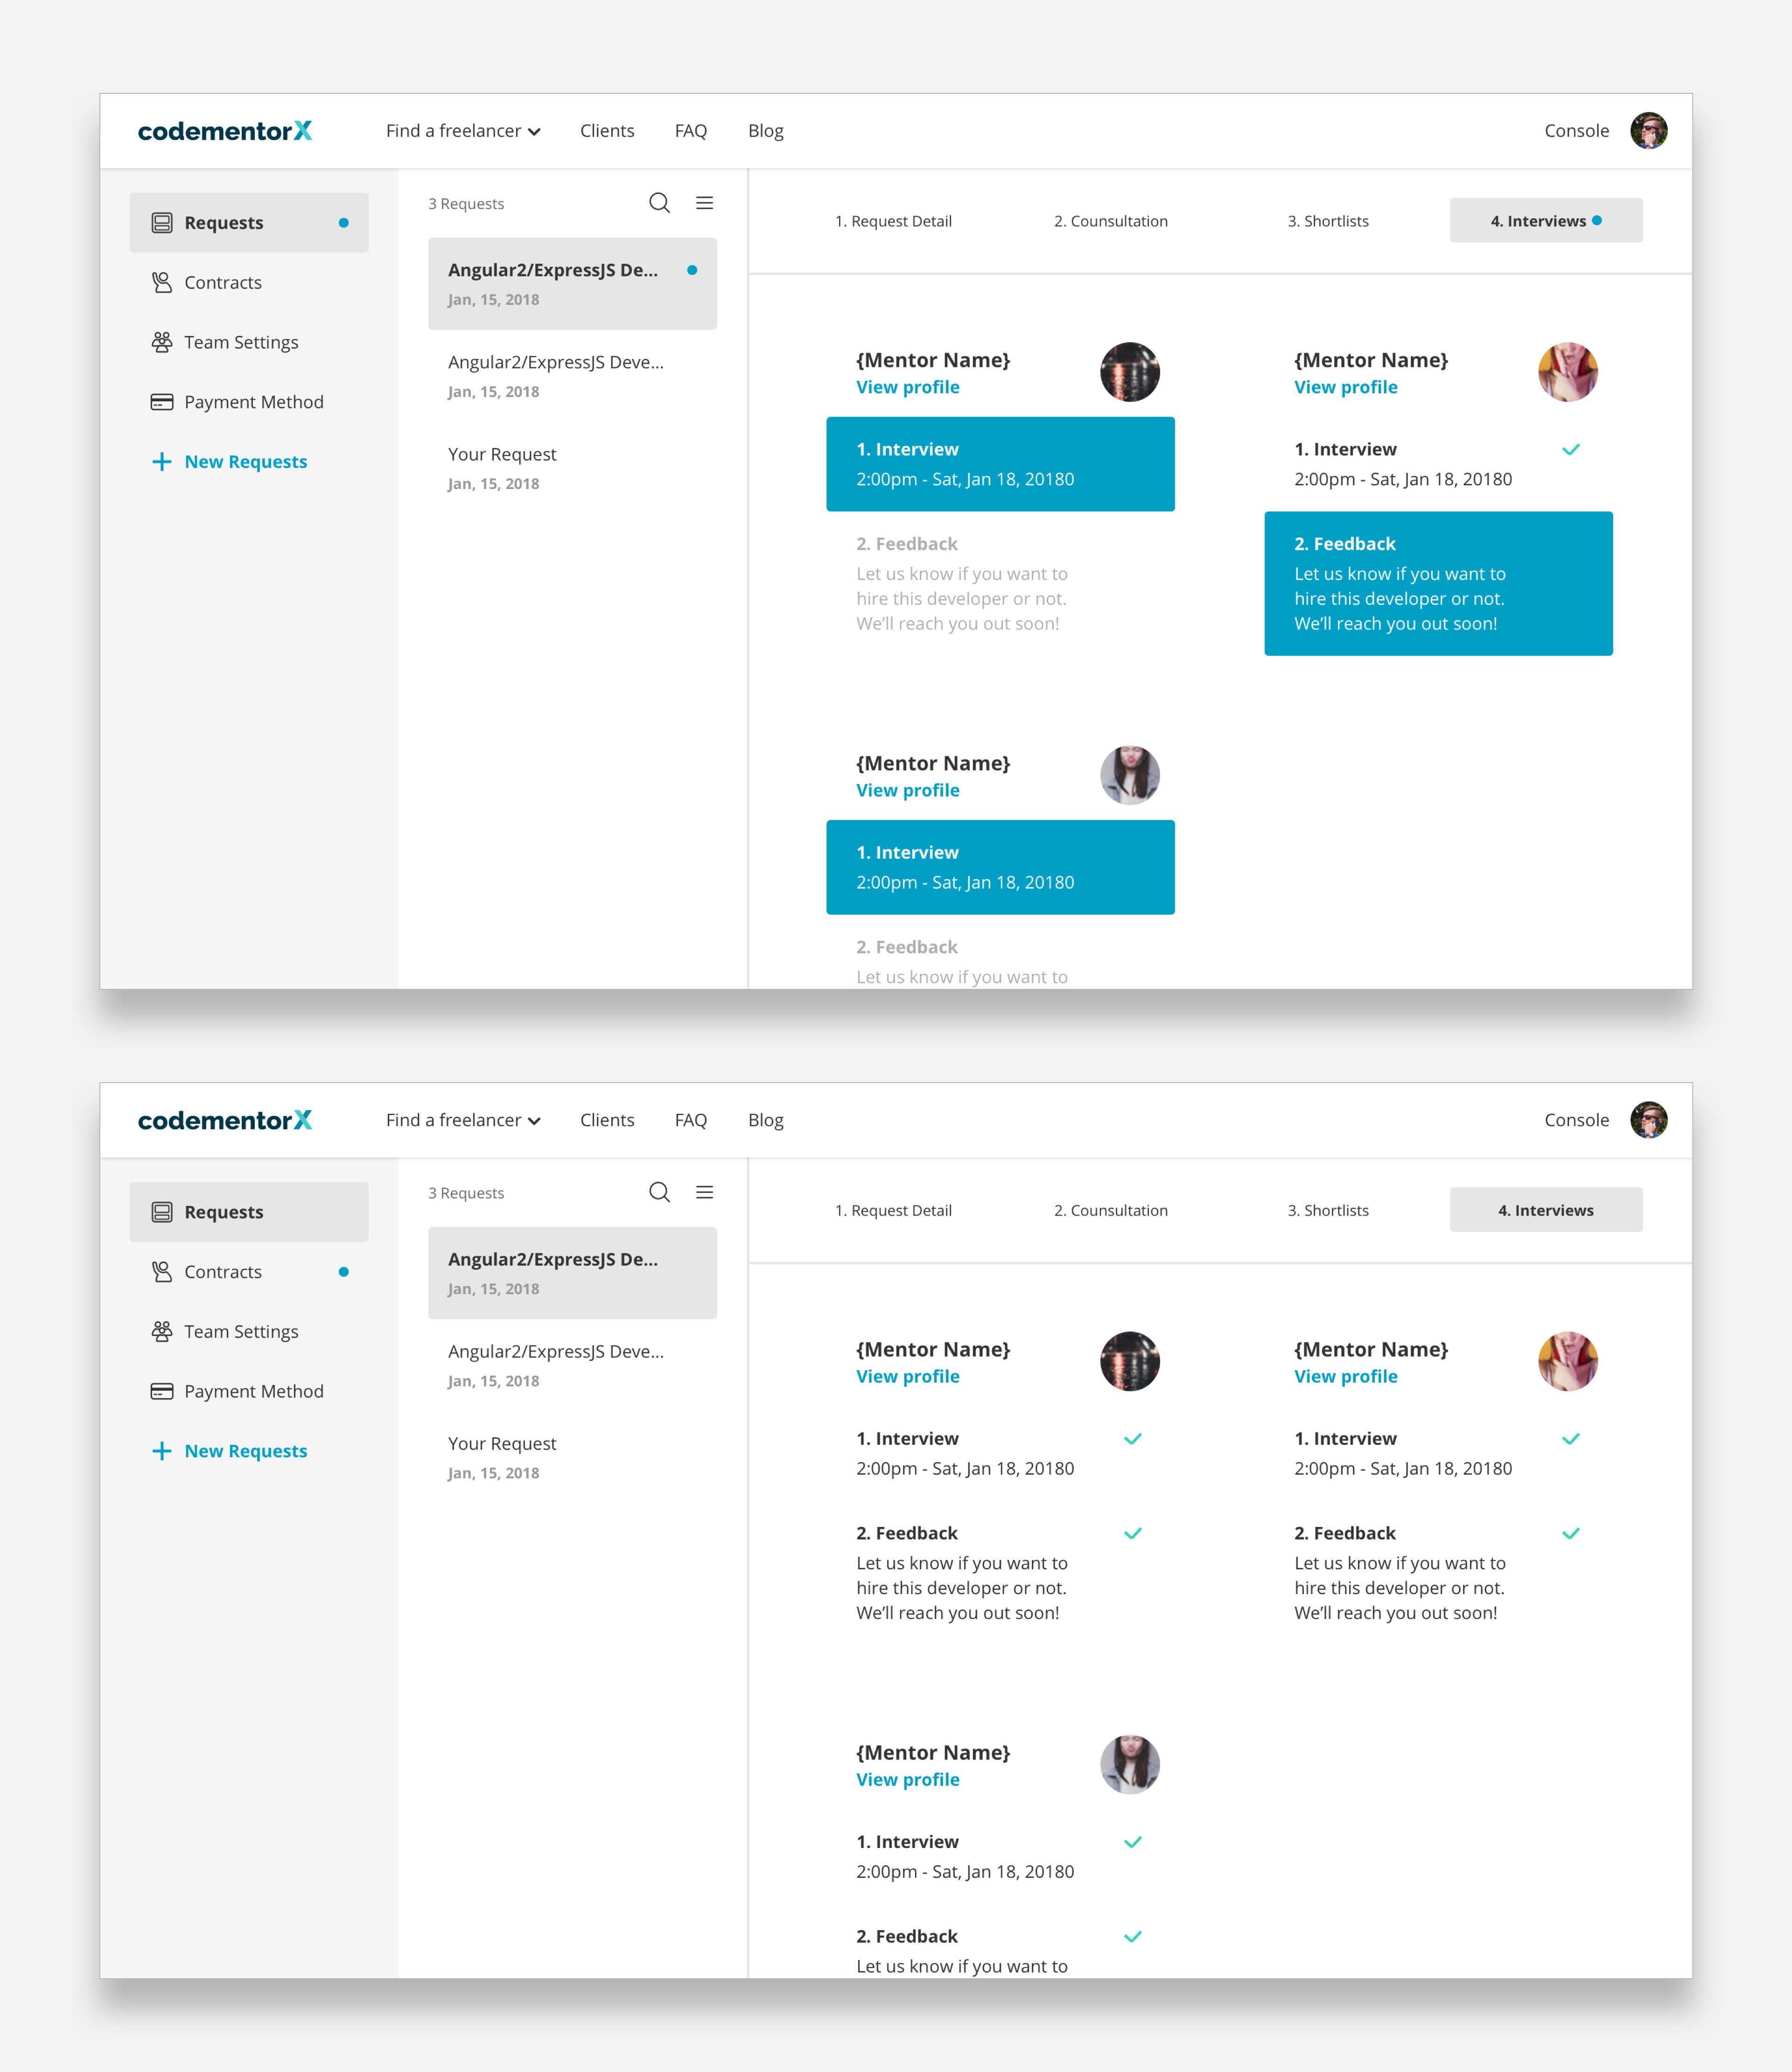 codementorX
Find a freelancer
Clients
FAQ
Blog
Console
Requests
Contracts
Team Settings
Payment Method
New Requests
3 Requests
Angular2/ExpressJS De...
Jan, 15, 2018
Angular2/ExpressJS Deve...
Jan, 15, 2018
Your Request
Jan, 15, 2018
1. Request Detail
2. Counsultation
3. Shortlists
4. Interviews
{Mentor Name}
View profile
1. Interview
2:00pm - Sat, Jan 18, 20180
2. Feedback
Let us know if you want to
hire this developer or not.
We’ll reach you out soon!
{Mentor Name}
View profile
1. Interview
2:00pm - Sat, Jan 18, 20180
2. Feedback
Let us know if you want to
hire this developer or not.
We’ll reach you out soon!
{Mentor Name}
View profile
1. Interview
2:00pm - Sat, Jan 18, 20180
2. Feedback
Let us know if you want to
codementorX
Find a freelancer
Clients
FAQ
Blog
Console
Requests
Contracts
Team Settings
Payment Method
New Requests
3 Requests
Angular2/ExpressJS De...
Jan, 15, 2018
Angular2/ExpressJS Deve...
Jan, 15, 2018
Your Request
Jan, 15, 2018
1. Request Detail
2. Counsultation
3. Shortlists
4. Interviews
{Mentor Name}
View profile
1. Interview
2:00pm - Sat, Jan 18, 20180
2. Feedback
Let us know if you want to
hire this developer or not.
We’ll reach you out soon!
{Mentor Name}
View profile
1. Interview
2:00pm - Sat, Jan 18, 20180
2. Feedback
Let us know if you want to
hire this developer or not.
We’ll reach you out soon!
{Mentor Name}
View profile
1. Interview
2:00pm - Sat, Jan 18, 20180
2. Feedback
Let us know if you want to